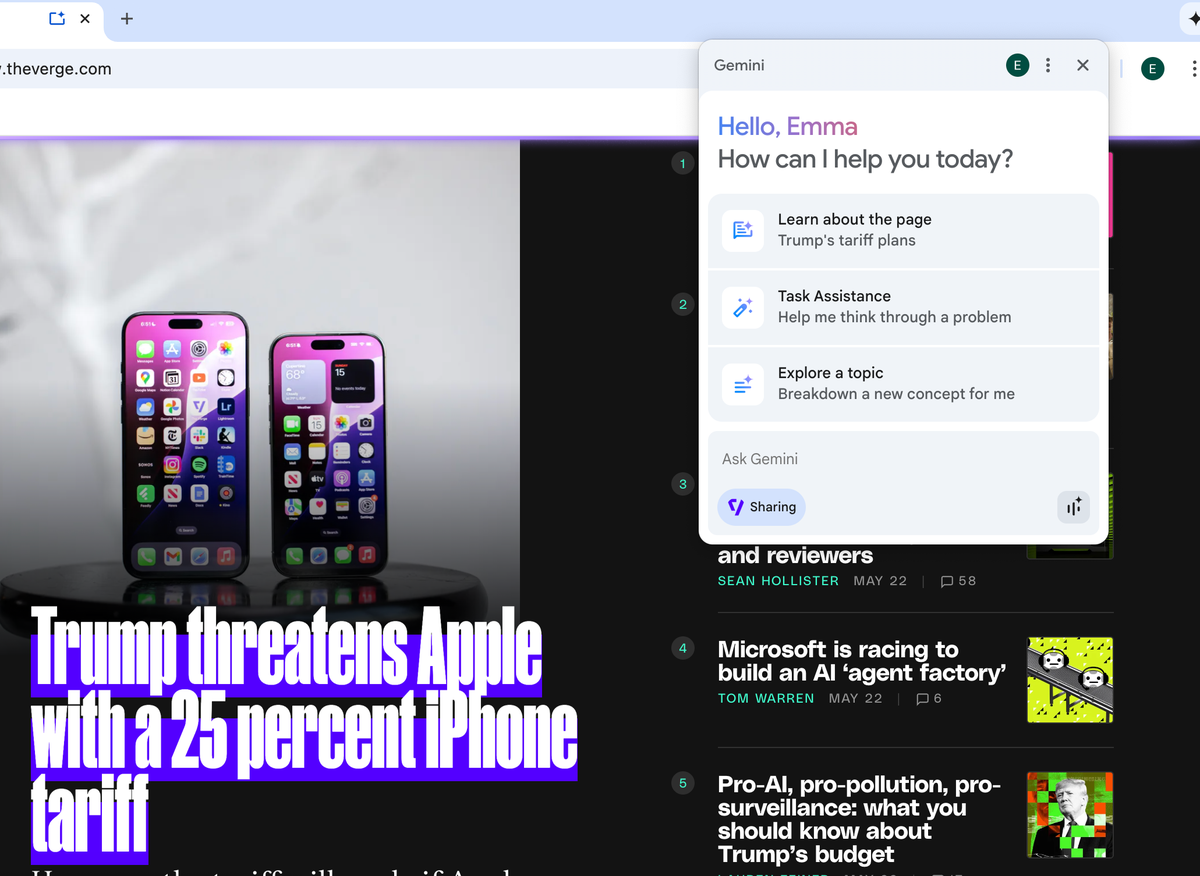 .theverge.com
E
Gemini
E
Hello, Emma
How can I help you today?
Learn about the page
Trump's tariff plans
Task Assistance
Help me think through a problem
Explore a topic
Breakdown a new concept for me
Ask Gemini
Sharing
Trump threatens Apple
with a 25 percent iPhone
tariff
1
2
3
and reviewers
SEAN HOLLISTER MAY 22 | 58
4
Microsoft is racing to
build an AI ‘agent factory’
TOM WARREN MAY 22 | 6
5
Pro-AI, pro-pollution, pro-
surveillance: what you
should know about
Trump’s budget